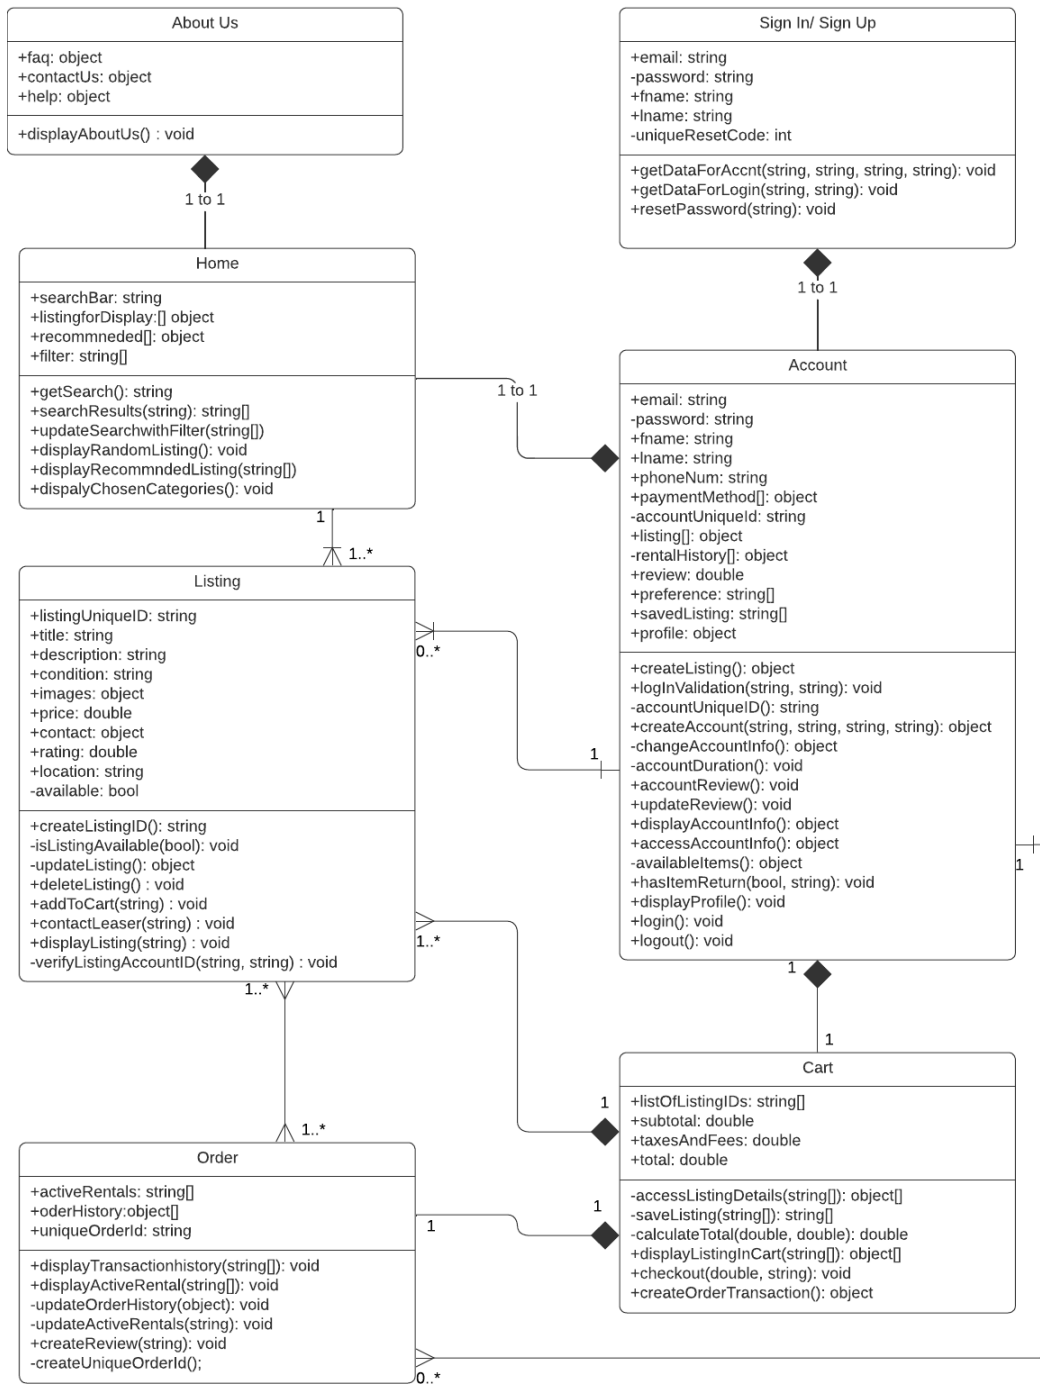 About Us
+faq: object
+contactUs: object
+help: object
+displayAboutUs() : void
1 to 1
Sign In/ Sign Up
+email: string
-password: string
+fname: string
+lname: string
-uniqueResetCode: int
+getDataForAccnt(string, string, string, string): void
+getDataForLogin(string, string): void
+resetPassword(string): void
1 to 1
Home
+searchBar: string
+listingforDisplay:[] object
+recommneded[]: object
+filter: string[]
+getSearch(): string
+searchResults(string): string[]
+updateSearchwithFilter(string[])
+displayRandomListing(): void
+displayRecommndedListing(string[])
+dispalyChosenCategories(): void
1 to 1
1
1..*
Account
+email: string
-password: string
+fname: string
+lname: string
+phoneNum: string
+paymentMethod[]: object
-accountUniqueId: string
+listing[]: object
-rentalHistory[]: object
+review: double
+preference: string[]
+savedListing: string[]
+profile: object
+createListing(): object
+logInValidation(string, string): void
-accountUniqueID(): string
+createAccount(string, string, string, string): object
-changeAccountInfo(): object
-accountDuration(): void
+accountReview(): void
+updateReview(): void
+displayAccountInfo(): object
+accessAccountInfo(): object
-availableItems(): object
+hasItemReturn(bool, string): void
+displayProfile(): void
+login(): void
+logout(): void
Listing
+listingUniqueID: string
+title: string
+description: string
+condition: string
+images: object
+price: double
+contact: object
+rating: double
+location: string
-available: bool
+createListingID(): string
-isListingAvailable(bool): void
-updateListing(): object
+deleteListing() : void
+addToCart(string) : void
+contactLeaser(string) : void
+displayListing(string) : void
-verifyListingAccountID(string, string) : void
0..*
1
1
1..*
1
1..*
1
1
1..*
Cart
+listOfListingIDs: string[]
+subtotal: double
+taxesAndFees: double
+total: double
-accessListingDetails(string[]): object[]
-saveListing(string[]): string[]
-calculateTotal(double, double): double
+displayListingInCart(string[]): object[]
+checkout(double, string): void
+createOrderTransaction(): object
Order
+activeRentals: string[]
+oderHistory:object[]
+uniqueOrderId: string
+displayTransactionhistory(string[]): void
+displayActiveRental(string[]): void
-updateOrderHistory(object): void
-updateActiveRentals(string): void
+createReview(string): void
-createUniqueOrderId();
1
1
0..*